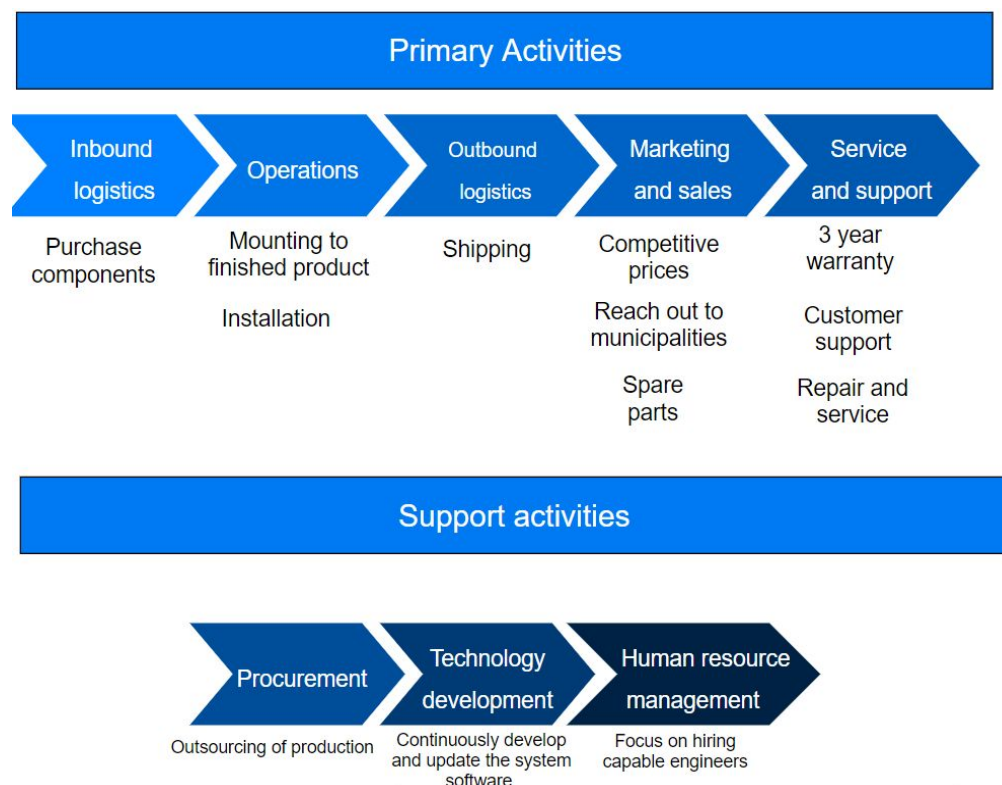 Primary Activities
Inbound
logistics
Operations
Outbound
logistics
Marketing
and sales
Service
and support
Purchase
components
Mounting to
finished product
Installation
Shipping
Competitive
prices
Reach out to
municipalities
Spare
parts
3 year
warranty
Customer
support
Repair and
service
Support activities
Procurement
Technology
development
Human resource
management
Outsourcing of production
Continuously develop
and update the system
software
Focus on hiring
capable engineers